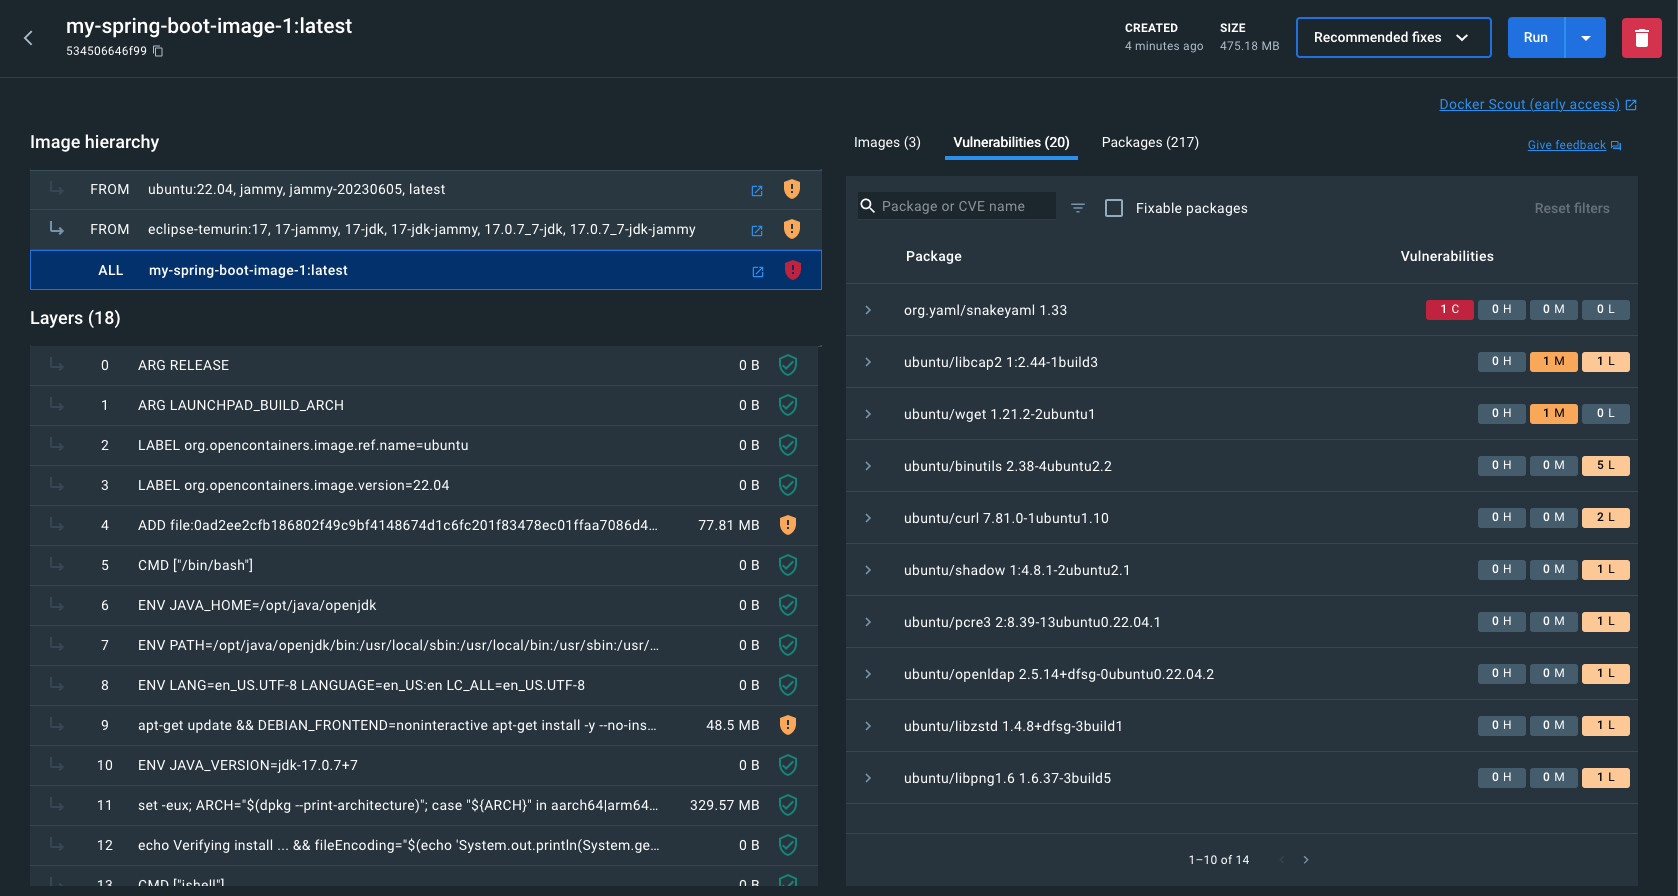 my-spring-boot-image-1:latest
534506646f99
CREATED
4 minutes ago
SIZE
475.18 MB
Recommended fixes
Run
Docker Scout (early access)
Image hierarchy
FROM ubuntu:22.04, jammy, jammy-20230605, latest
FROM eclipse-temurin:17, 17-jammy, 17-jdk, 17-jdk-jammy, 17.0.7_7-jdk, 17.0.7_7-jdk-jammy
ALL my-spring-boot-image-1:latest
Layers (18)
0 ARG RELEASE 0 B
1 ARG LAUNCHPAD_BUILD_ARCH 0 B
2 LABEL org.opencontainers.image.ref.name=ubuntu 0 B
3 LABEL org.opencontainers.image.version=22.04 0 B
4 ADD file:0ad2ee2cfb186802f49c9bf4148674d1c6fc201f83478ec01ffaa7086d4... 77.81 MB
5 CMD ["/bin/bash"] 0 B
6 ENV JAVA_HOME=/opt/java/openjdk 0 B
7 ENV PATH=/opt/java/openjdk/bin:/usr/local/sbin:/usr/local/bin:/usr/sbin:/usr/... 0 B
8 ENV LANG=en_US.UTF-8 LANGUAGE=en_US:en LC_ALL=en_US.UTF-8 0 B
9 apt-get update && DEBIAN_FRONTEND=noninteractive apt-get install -y --no-ins... 48.5 MB
10 ENV JAVA_VERSION=jdk-17.0.7+7 0 B
11 set -eux; ARCH="$(dpkg --print-architecture)"; case "${ARCH}" in aarch64|arm64... 329.57 MB
12 echo Verifying install ... && fileEncoding="$(echo 'System.out.println(System.ge... 0 B
13 CMD ["jshell"] 0 B
Images (3)
Vulnerabilities (20)
Packages (217)
Give feedback
Package or CVE name
Fixable packages
Reset filters
Package Vulnerabilities
org.yaml/snakeyaml 1.33 1 C 0 H 0 M 0 L
ubuntu/libcap2 1:2.44-1build3 0 H 1 M 1 L
ubuntu/wget 1.21.2-2ubuntu1 0 H 1 M 0 L
ubuntu/binutils 2.38-4ubuntu2.2 0 H 0 M 5 L
ubuntu/curl 7.81.0-1ubuntu1.10 0 H 0 M 2 L
ubuntu/shadow 1:4.8.1-2ubuntu2.1 0 H 0 M 1 L
ubuntu/pcre3 2:8.39-13ubuntu0.22.04.1 0 H 0 M 1 L
ubuntu/openldap 2.5.14+dfsg-0ubuntu0.22.04.2 0 H 0 M 1 L
ubuntu/libzstd 1.4.8+dfsg-3build1 0 H 0 M 1 L
ubuntu/libpng1.6 1.6.37-3build5 0 H 0 M 1 L
1–10 of 14